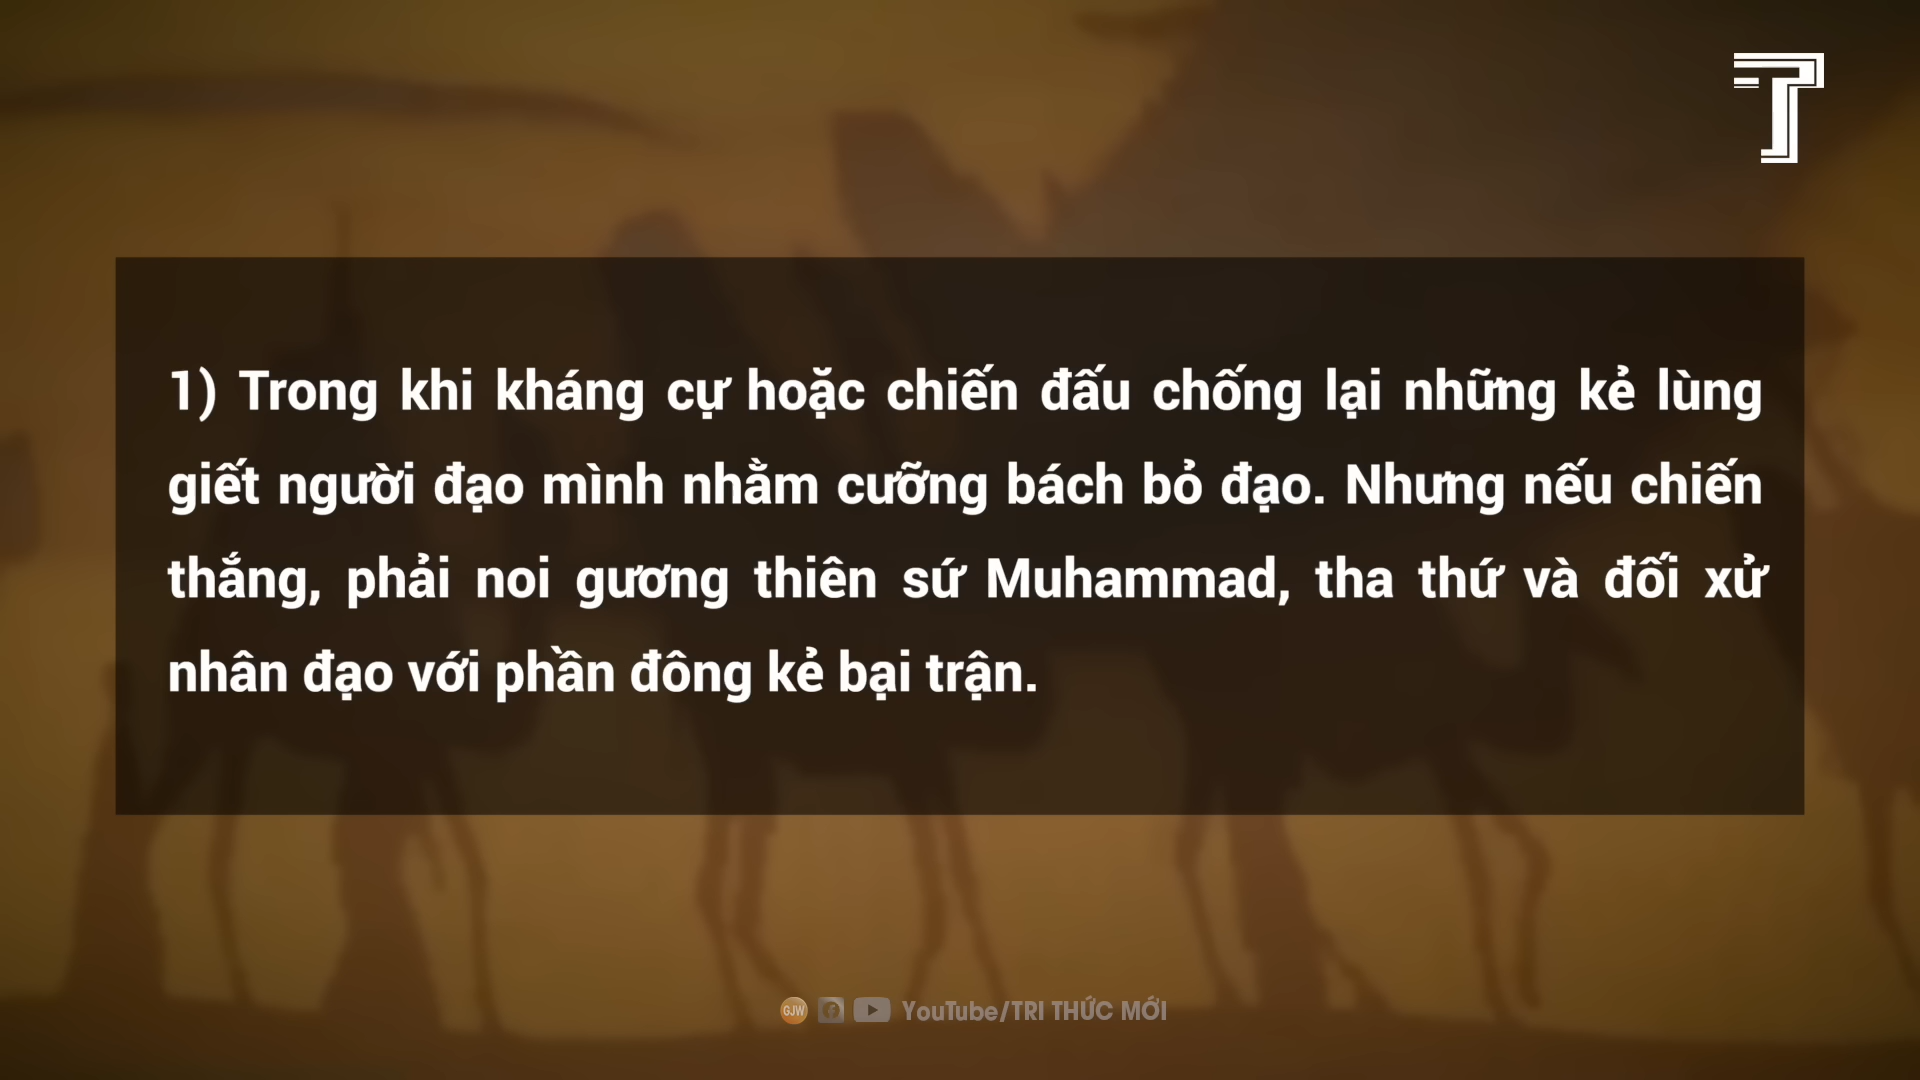 1) Trong khi kháng cự hoặc chiến đấu chống lại những kẻ lùng
giết người đạo mình nhằm cưỡng bách bỏ đạo. Nhưng nếu chiến
thắng, phải noi gương thiên sứ Muhammad, tha thứ và đối xử
nhân đạo với phần đông kẻ bại trận.
GJW YouTube/TRI THỨC MỚI